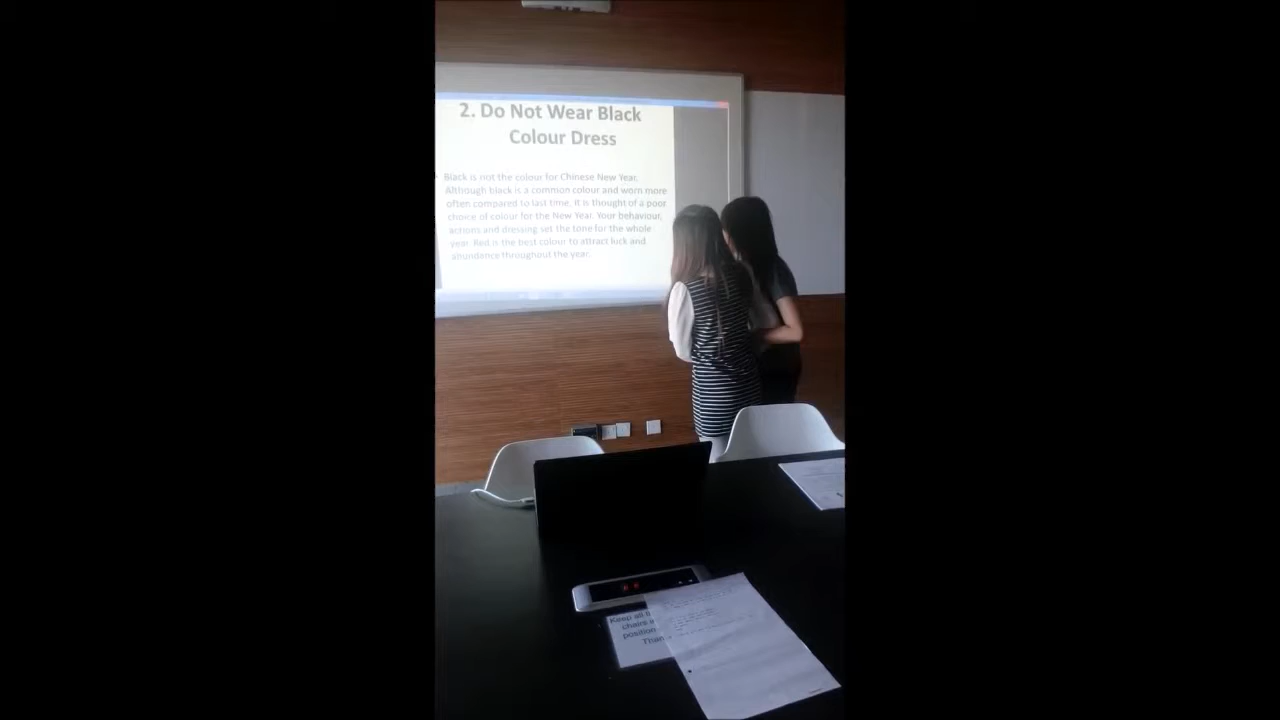 2. Do Not Wear Black
Colour Dress
Black is not the colour for Chinese New Year.
Although black is a common colour and worn more
often compared to last time. It is thought of a poor
choice of colour for the New Year. Your behaviour,
actions and dressing set the tone for the whole
year. Red is the best colour to attract luck and
abundance throughout the year.
Keep all
chairs
position